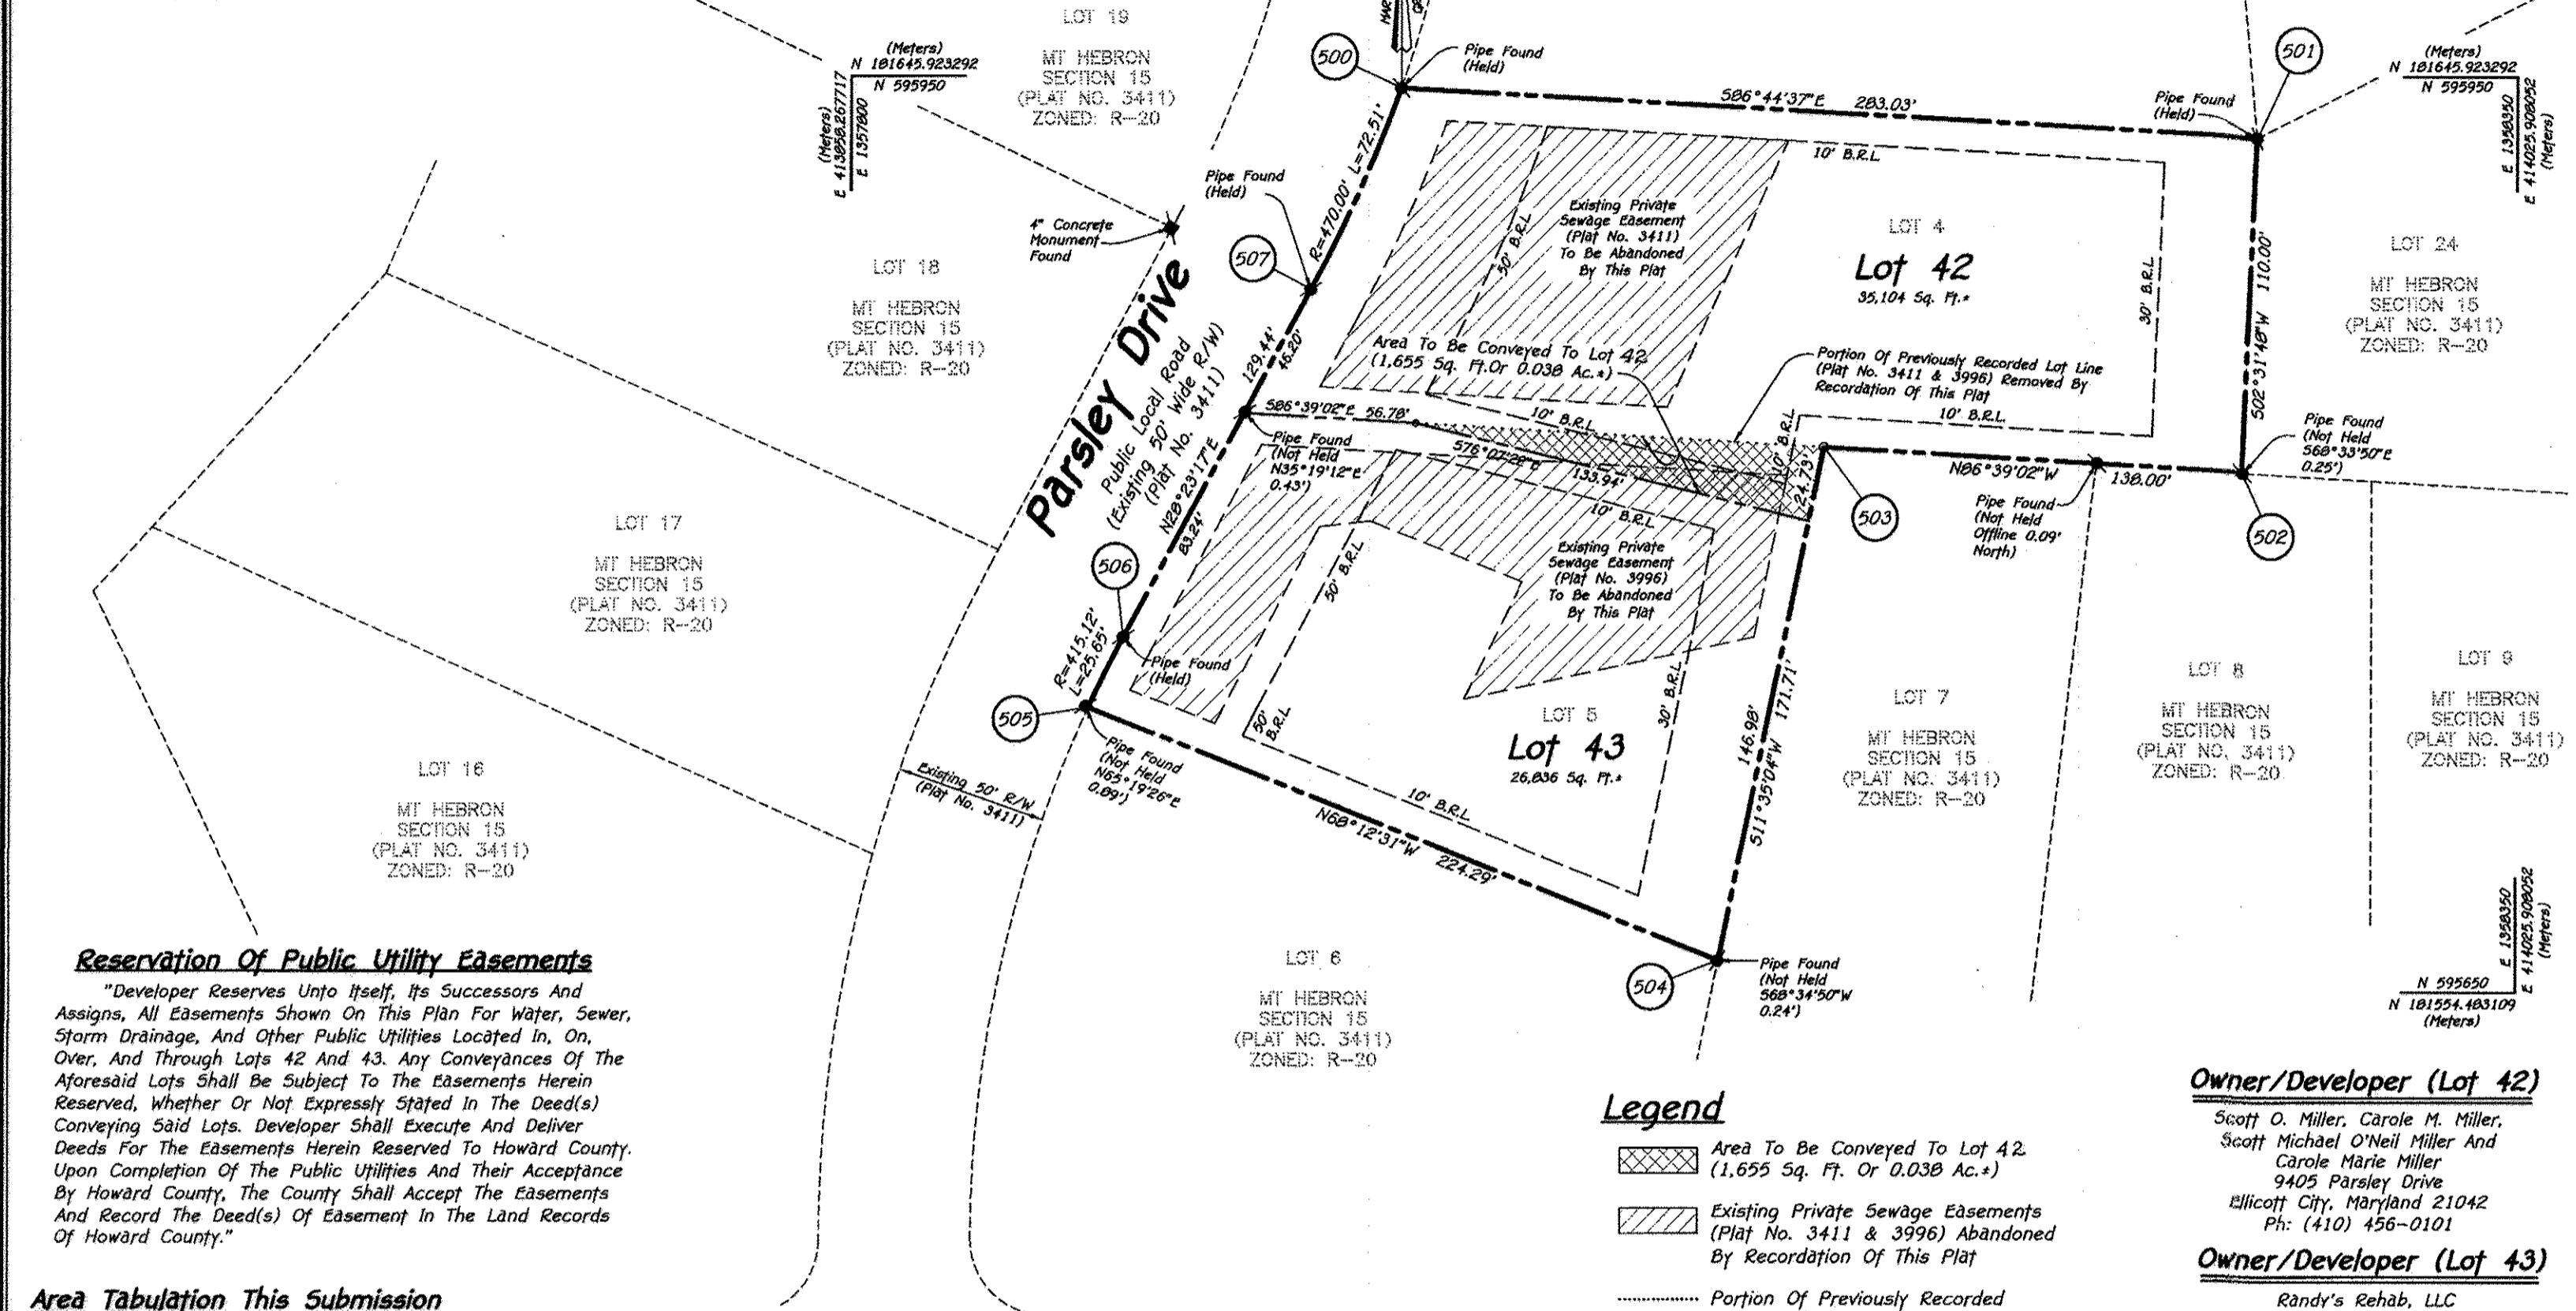 LOT 19
MT HEBRON
SECTION 15
(PLAT NO. 3411)
ZONED: R-20
(Meters)
N 181645.923292
N 595950
(Meters)
E 1357800
500
Pipe Found
(Held)
S86°44'37"E 283.03'
Pipe Found
(Held)
501
(Meters)
N 181645.923292
N 595950
E 1358350
E 414025.908052
(Meters)
Pipe Found
(Held)
R=470.00' L=72.51'
507
4" Concrete
Monument
Found
LOT 18
MT HEBRON
SECTION 15
(PLAT NO. 3411)
ZONED: R-20
Parsley Drive
Public Local Road
(Existing 50' Wide R/W)
(Plat No. 3411)
10' B.R.L
50' B.R.L
Existing Private
Sewage Easement
(Plat No. 3411)
To Be Abandoned
By This Plat
LOT 4
Lot 42
35,104 Sq. Ft.±
30' B.R.L
S02°31'48"W 110.00'
LOT 24
MT HEBRON
SECTION 15
(PLAT NO. 3411)
ZONED: R-20
Area To Be Conveyed To Lot 42
(1,655 Sq. Ft.Or 0.038 Ac.±)
Portion Of Previously Recorded Lot Line
(Plat No. 3411 & 3996) Removed By
Recordation Of This Plat
129.44'
46.20'
S86°39'02"E 56.78'
10' B.R.L
10' B.R.L
10' B.R.L
Pipe Found
(Not Held
N35°19'12"E
0.43')
S76°07'28"E
133.94'
24.73'
503
N86°39'02"W
138.00'
Pipe Found
(Not Held
Offline 0.09'
North)
Pipe Found
(Not Held
S68°33'50"E
0.25')
502
N28°23'17"E
83.24'
10' B.R.L
50' B.R.L
Existing Private
Sewage Easement
(Plat No. 3996)
To Be Abandoned
By This Plat
506
Pipe Found
(Held)
R=415.12'
L=25.65'
505
Pipe Found
(Not Held
N65°19'26"E
0.89')
50'
B.R.L
LOT 5
Lot 43
26,836 Sq. Ft.±
30' B.R.L
146.98'
S11°35'04"W 171.71'
10' B.R.L
N68°12'31"W 224.29'
504
Pipe Found
(Not Held
S68°34'50"W
0.24')
LOT 17
MT HEBRON
SECTION 15
(PLAT NO. 3411)
ZONED: R-20
LOT 16
MT HEBRON
SECTION 15
(PLAT NO. 3411)
ZONED: R-20
Existing 50' R/W
(Plat No. 3411)
LOT 7
MT HEBRON
SECTION 15
(PLAT NO. 3411)
ZONED: R-20
LOT 8
MT HEBRON
SECTION 15
(PLAT NO. 3411)
ZONED: R-20
LOT 9
MT HEBRON
SECTION 15
(PLAT NO. 3411)
ZONED: R-20
LOT 6
MT HEBRON
SECTION 15
(PLAT NO. 3411)
ZONED: R-20
E 1358350
E 414025.908052
(Meters)
N 595650
N 181554.483109
(Meters)
Reservation Of Public Utility Easements
"Developer Reserves Unto Itself, Its Successors And
Assigns, All Easements Shown On This Plan For Water, Sewer,
Storm Drainage, And Other Public Utilities Located In, On,
Over, And Through Lots 42 And 43. Any Conveyances Of The
Aforesaid Lots Shall Be Subject To The Easements Herein
Reserved, Whether Or Not Expressly Stated In The Deed(s)
Conveying Said Lots. Developer Shall Execute And Deliver
Deeds For The Easements Herein Reserved To Howard County.
Upon Completion Of The Public Utilities And Their Acceptance
By Howard County, The County Shall Accept The Easements
And Record The Deed(s) Of Easement In The Land Records
Of Howard County."
Area Tabulation This Submission
Legend
Area To Be Conveyed To Lot 42
(1,655 Sq. Ft. Or 0.038 Ac.±)
Existing Private Sewage Easements
(Plat No. 3411 & 3996) Abandoned
By Recordation Of This Plat
Portion Of Previously Recorded
Owner/Developer (Lot 42)
Scott O. Miller, Carole M. Miller,
Scott Michael O'Neil Miller And
Carole Marie Miller
9405 Parsley Drive
Ellicott City, Maryland 21042
Ph: (410) 456-0101
Owner/Developer (Lot 43)
Randy's Rehab, LLC